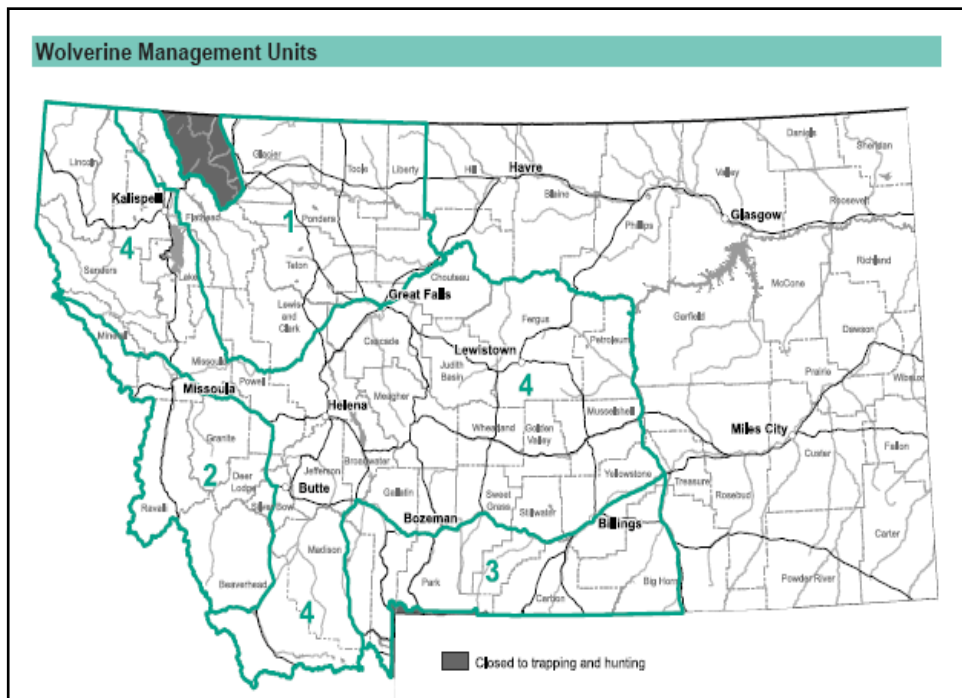 Wolverine Management Units
Daniels
Sheridan
Lincoln
Glacier
Toole
Liberty
Hill
Havre
Blaine
Valley
Roosevelt
Kalispell
Flathead
1
Pondera
Phillips
Glasgow
4
Richland
Sanders
Lake
Teton
Chouteau
McCone
Great Falls
Lewis
and
Clark
Fergus
Garfield
Dawson
Mineral
Cascade
Petroleum
Lewistown
Judith
Basin
Prairie
Wibaux
Missoula
Missoula
Powell
4
Helena
Meagher
Musselshell
Wheatland
Golden
Valley
Miles City
Granite
Fallon
Custer
2
Deer
Lodge
Jefferson
Broadwater
Yellowstone
Treasure
Rosebud
Butte
Gallatin
Sweet
Grass
Ravalli
Silver Bow
Stillwater
Bozeman
Billings
Carter
Madison
3
Park
Big Horn
Powder River
Beaverhead
4
Carbon
Closed to trapping and hunting